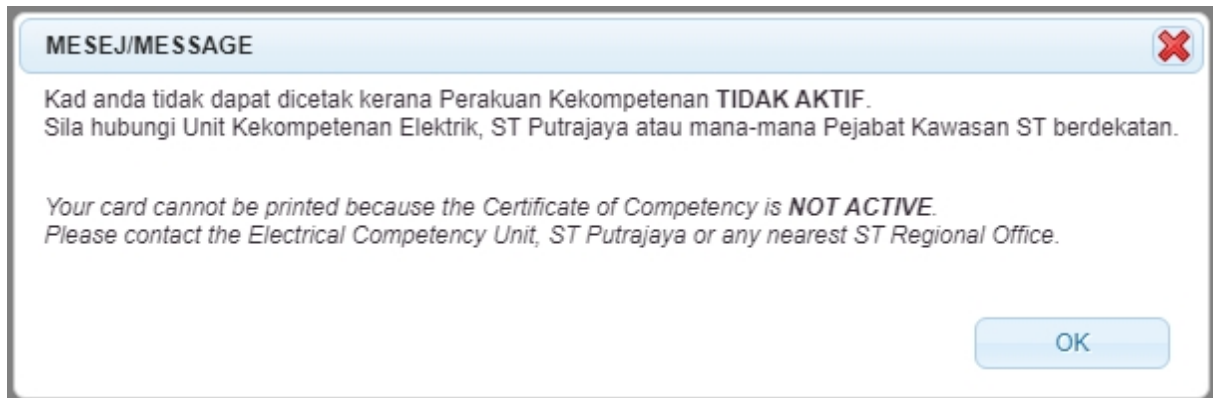 MESEJ/MESSAGE
Kad anda tidak dapat dicetak kerana Perakuan Kekompetenan TIDAK AKTIF.
Sila hubungi Unit Kekompetenan Elektrik, ST Putrajaya atau mana-mana Pejabat Kawasan ST berdekatan.
Your card cannot be printed because the Certificate of Competency is NOT ACTIVE.
Please contact the Electrical Competency Unit, ST Putrajaya or any nearest ST Regional Office.
OK